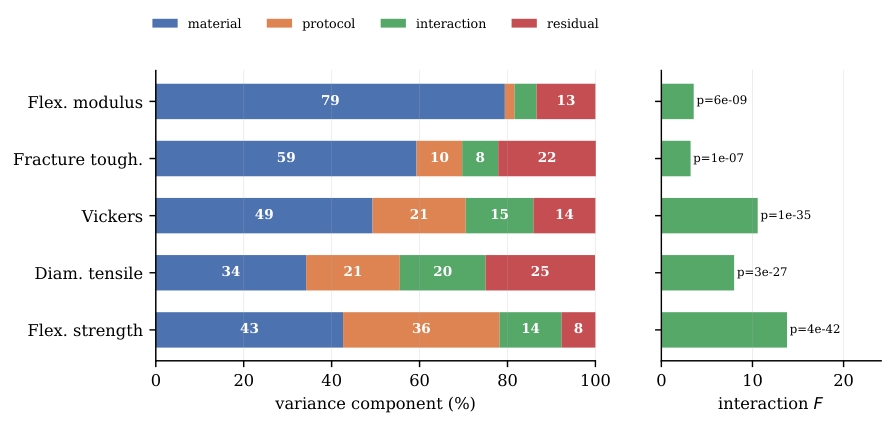 material protocol interaction residual
Flex. modulus 79 13 p=6e-09
Fracture tough. 59 10 8 22 p=1e-07
Vickers 49 21 15 14 p=1e-35
Diam. tensile 34 21 20 25 p=3e-27
Flex. strength 43 36 14 8 p=4e-42
0 20 40 60 80 100 0 10 20
variance component (%) interaction F